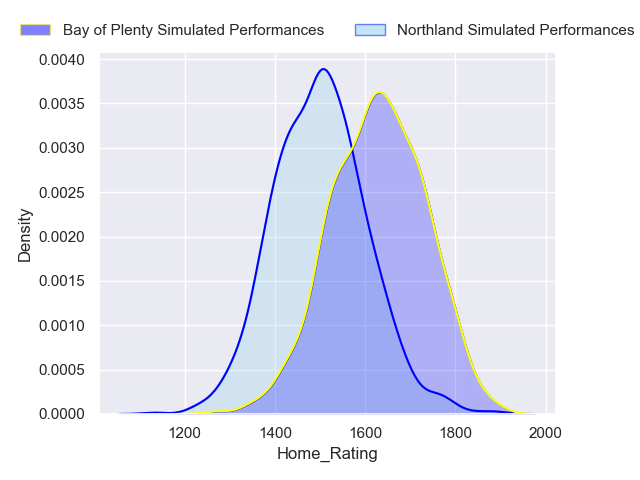 Bay of Plenty Simulated Performances Northland Simulated Performances
0.0040
0.0035
0.0030
0.0025
0.0020
0.0015
0.0010
0.0005
0.0000
Density
1200 1400 1600 1800 2000
Home_Rating